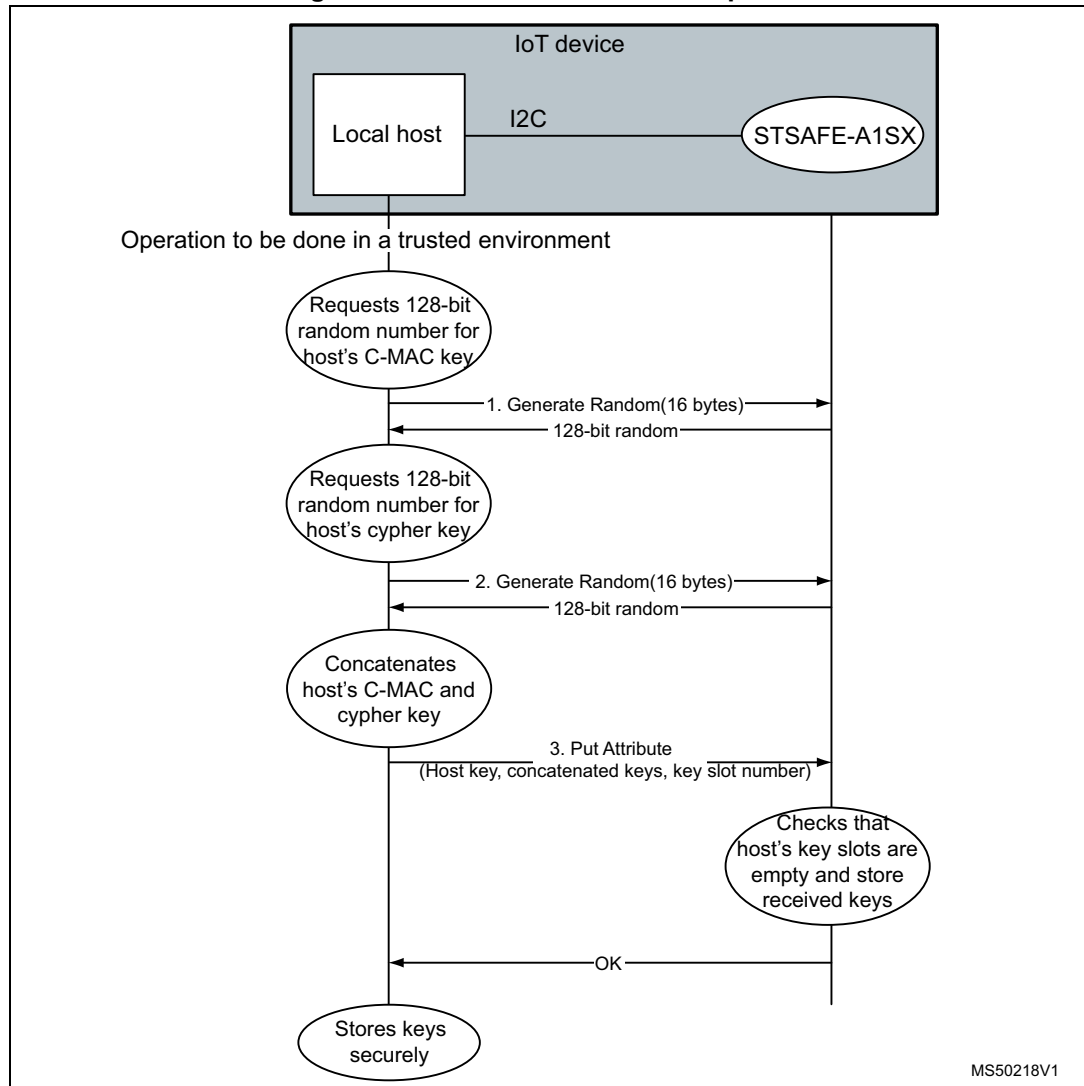 IoT device
Local host
I2C
STSAFE-A1SX
Operation to be done in a trusted environment
Requests 128-bit
random number for
host's C-MAC key
1. Generate Random(16 bytes)
128-bit random
Requests 128-bit
random number for
host's cypher key
2. Generate Random(16 bytes)
128-bit random
Concatenates
host's C-MAC and
cypher key
3. Put Attribute
(Host key, concatenated keys, key slot number)
Checks that
host's key slots are
empty and store
received keys
OK
Stores keys
securely
MS50218V1